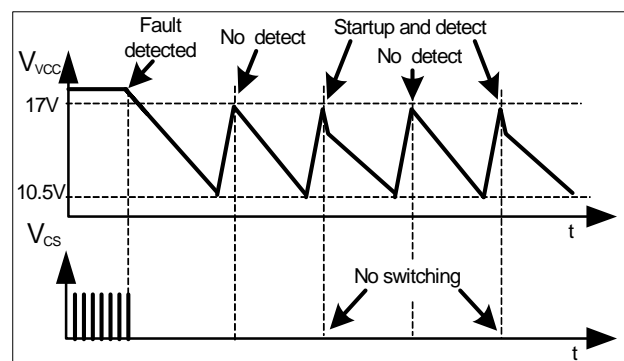 Fault
detected
No detect
Startup and detect
No detect
VVCC
17V
10.5V
t
VCS
No switching
t